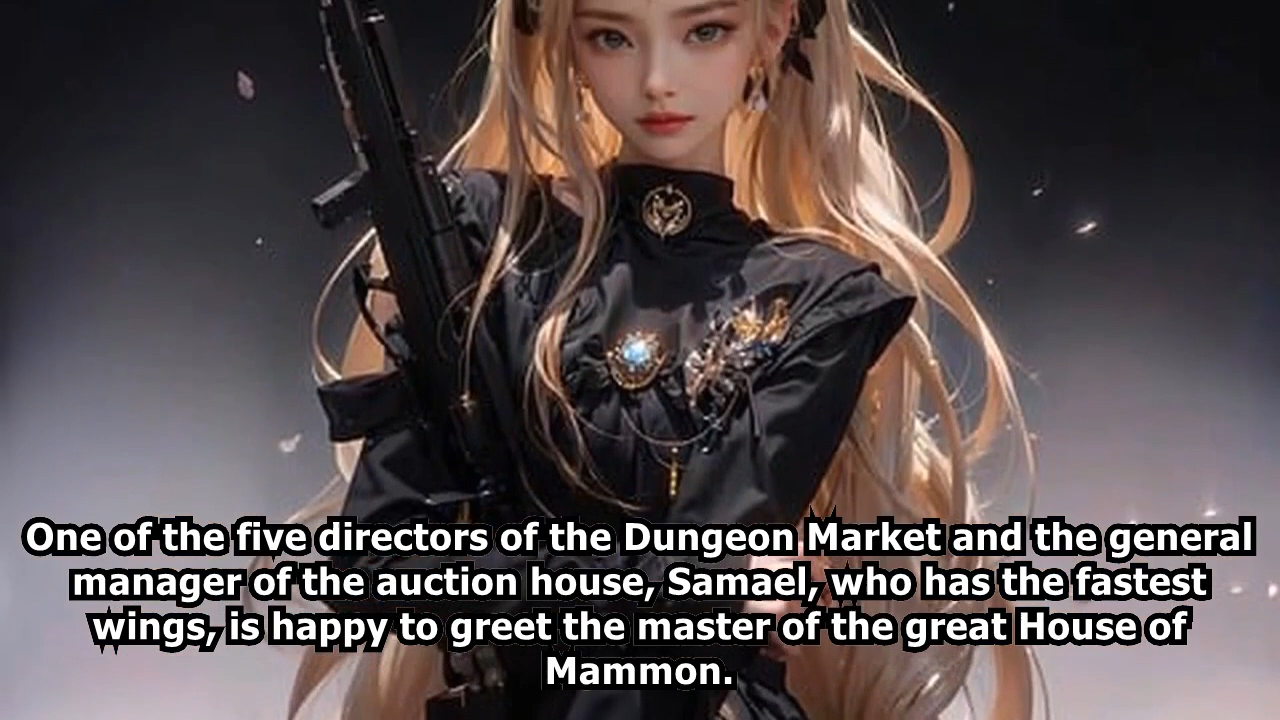 One of the five directors of the Dungeon Market and the general
manager of the auction house, Samael, who has the fastest
wings, is happy to greet the master of the great House of
Mammon.